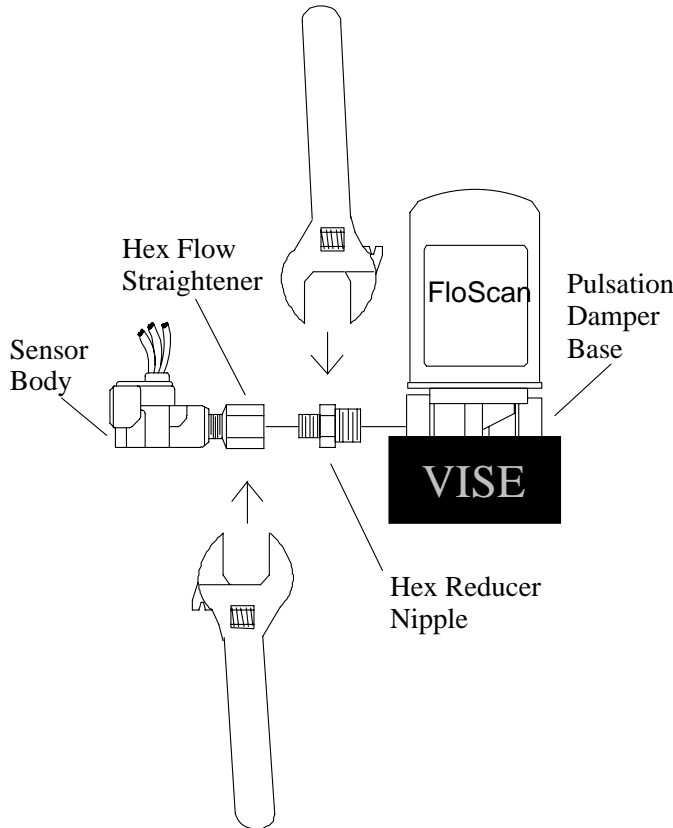 Hex Flow
Straightener
FloScan
Pulsation
Damper
Base
Sensor
Body
VISE
Hex Reducer
Nipple